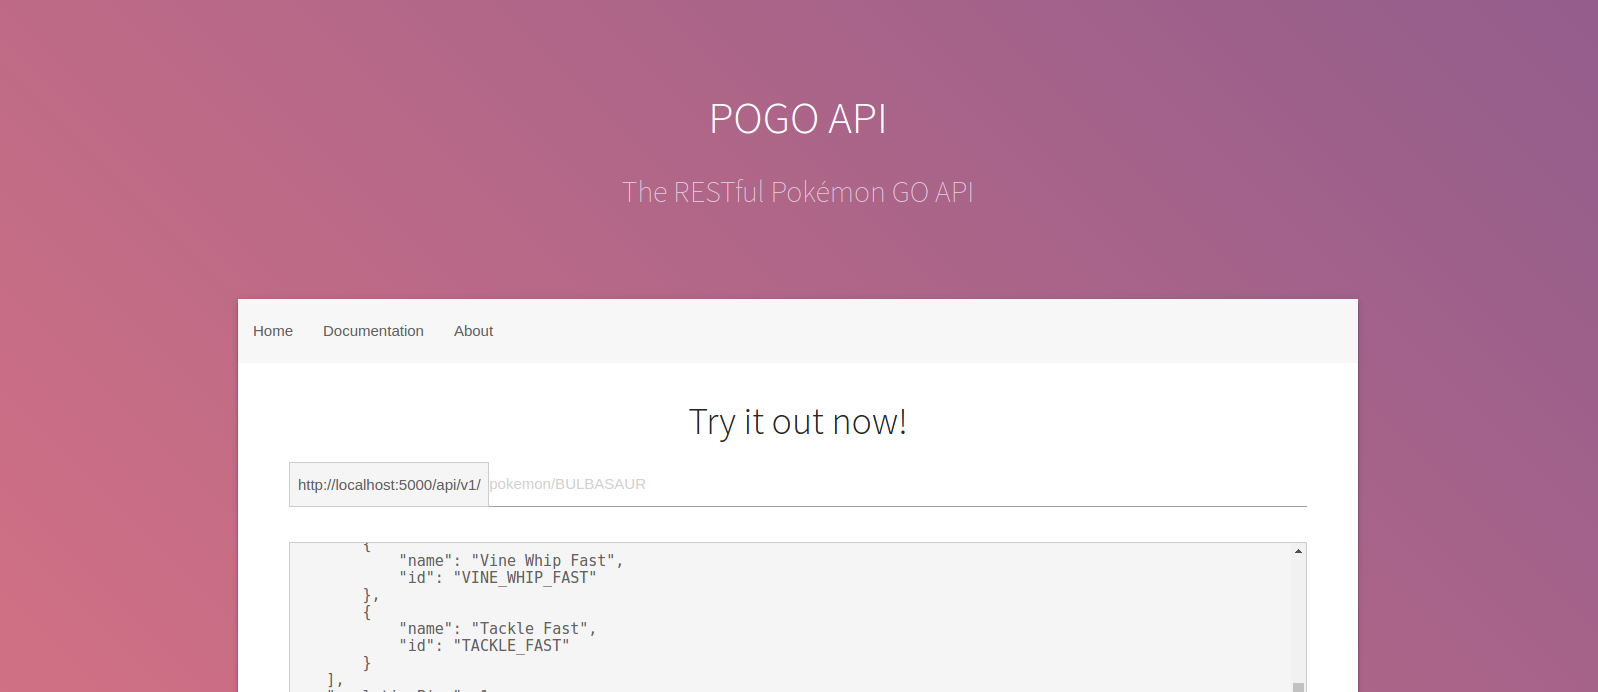 POGO API
The RESTful Pokémon GO API
Home Documentation About
Try it out now!
http://localhost:5000/api/v1/ pokemon/BULBASAUR
{
"name": "Vine Whip Fast",
"id": "VINE_WHIP_FAST"
},
{
"name": "Tackle Fast",
"id": "TACKLE_FAST"
}
],